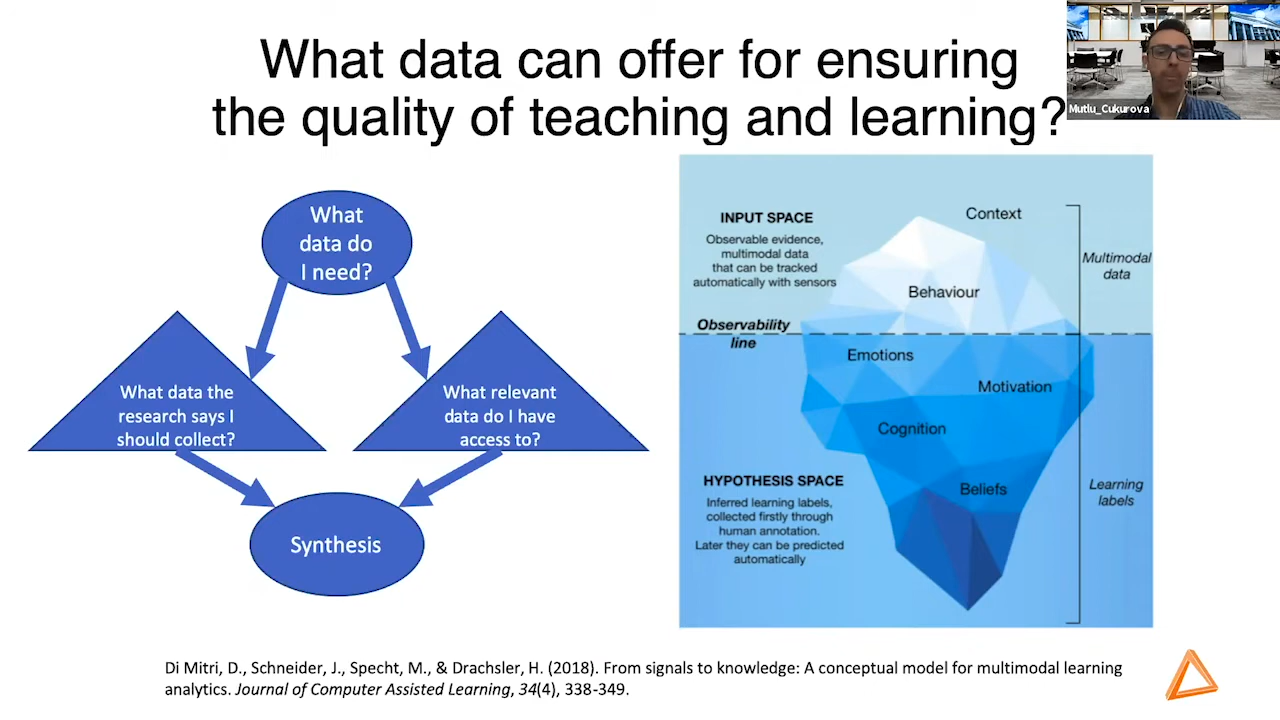 What data can offer for ensuring
the quality of teaching and learning?
Mutlu_Cukurova
What
data do
I need?
What data the
research says I
should collect?
What relevant
data do I have
access to?
Synthesis
INPUT SPACE
Observable evidence,
multimodal data
that can be tracked
automatically with sensors
Context
Behaviour
Multimodal
data
Observability
line
Emotions
Motivation
Cognition
Beliefs
HYPOTHESIS SPACE
Inferred learning labels,
collected firstly through
human annotation.
Later they can be predicted
automatically
Learning
labels
Di Mitri, D., Schneider, J., Specht, M., & Drachsler, H. (2018). From signals to knowledge: A conceptual model for multimodal learning
analytics. Journal of Computer Assisted Learning, 34(4), 338-349.